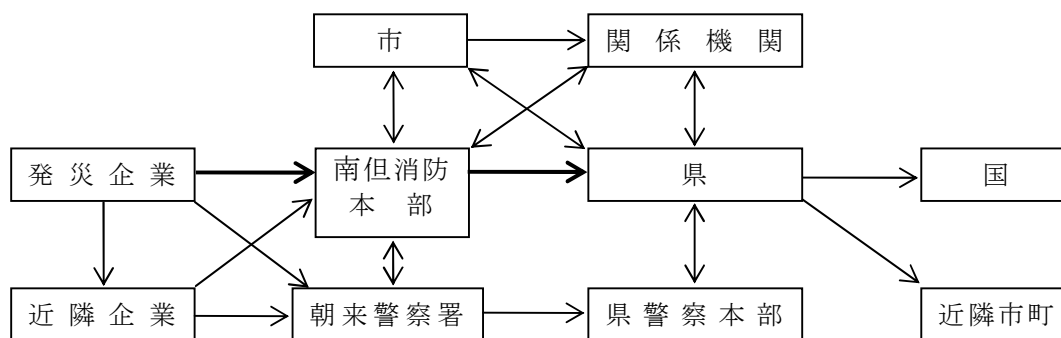 市
関係機関
発災企業
南但消防
本部
県
国
近隣企業
朝来警察署
県警察本部
近隣市町